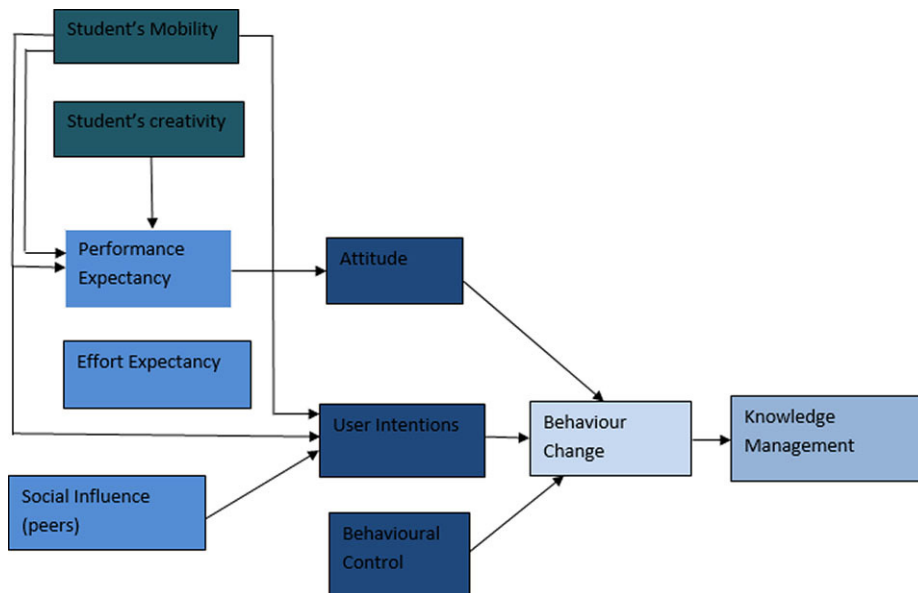 Student's Mobility
Student's creativity
Performance
Expectancy
Attitude
Effort Expectancy
User Intentions
Behaviour
Change
Knowledge
Management
Social Influence
(peers)
Behavioural
Control